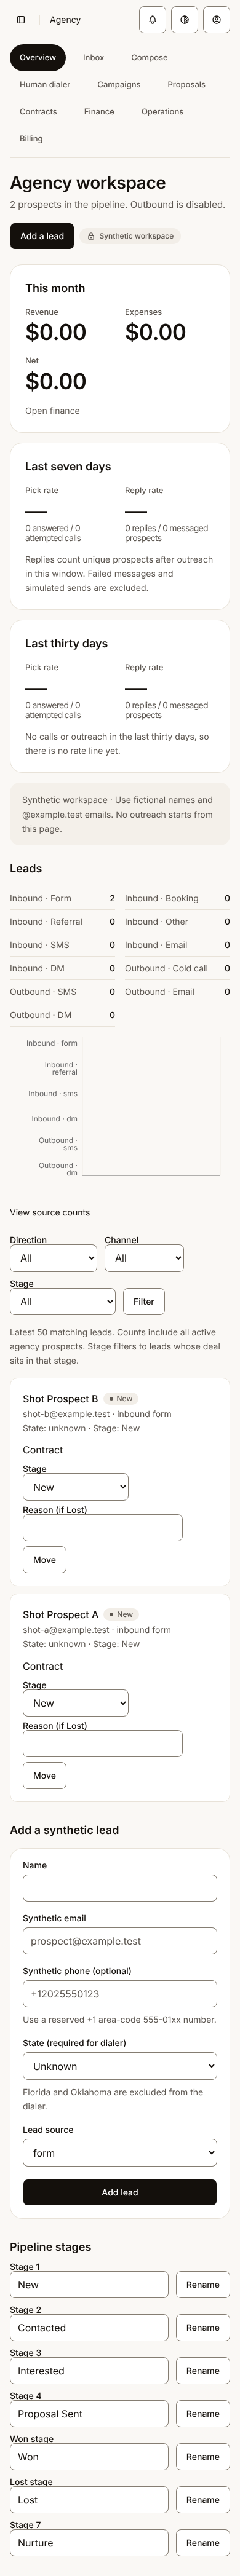 Agency
Overview
Inbox
Compose
Human dialer
Campaigns
Proposals
Contracts
Finance
Operations
Billing
Agency workspace
2 prospects in the pipeline. Outbound is disabled.
Add a lead
Synthetic workspace
This month
Revenue
Expenses
$0.00
$0.00
Net
$0.00
Open finance
Last seven days
Pick rate
Reply rate
—
—
0 answered / 0
attempted calls
0 replies / 0 messaged
prospects
Replies count unique prospects after outreach
in this window. Failed messages and
simulated sends are excluded.
Last thirty days
Pick rate
Reply rate
—
—
0 answered / 0
attempted calls
0 replies / 0 messaged
prospects
No calls or outreach in the last thirty days, so
there is no rate line yet.
Synthetic workspace · Use fictional names and
@example.test emails. No outreach starts from
this page.
Leads
Inbound · Form 2
Inbound · Booking 0
Inbound · Referral 0
Inbound · Other 0
Inbound · SMS 0
Inbound · Email 0
Inbound · DM 0
Outbound · Cold call 0
Outbound · SMS 0
Outbound · Email 0
Outbound · DM 0
Inbound · form
Inbound ·
referral
Inbound · sms
Inbound · dm
Outbound ·
sms
Outbound ·
dm
View source counts
Direction
Channel
All
All
Stage
All
Filter
Latest 50 matching leads. Counts include all active
agency prospects. Stage filters to leads whose deal
sits in that stage.
Shot Prospect B New
shot-b@example.test · inbound form
State: unknown · Stage: New
Contract
Stage
New
Reason (if Lost)
Move
Shot Prospect A New
shot-a@example.test · inbound form
State: unknown · Stage: New
Contract
Stage
New
Reason (if Lost)
Move
Add a synthetic lead
Name
Synthetic email
prospect@example.test
Synthetic phone (optional)
+12025550123
Use a reserved +1 area-code 555-01xx number.
State (required for dialer)
Unknown
Florida and Oklahoma are excluded from the
dialer.
Lead source
form
Add lead
Pipeline stages
Stage 1
New
Rename
Stage 2
Contacted
Rename
Stage 3
Interested
Rename
Stage 4
Proposal Sent
Rename
Won stage
Won
Rename
Lost stage
Lost
Rename
Stage 7
Nurture
Rename